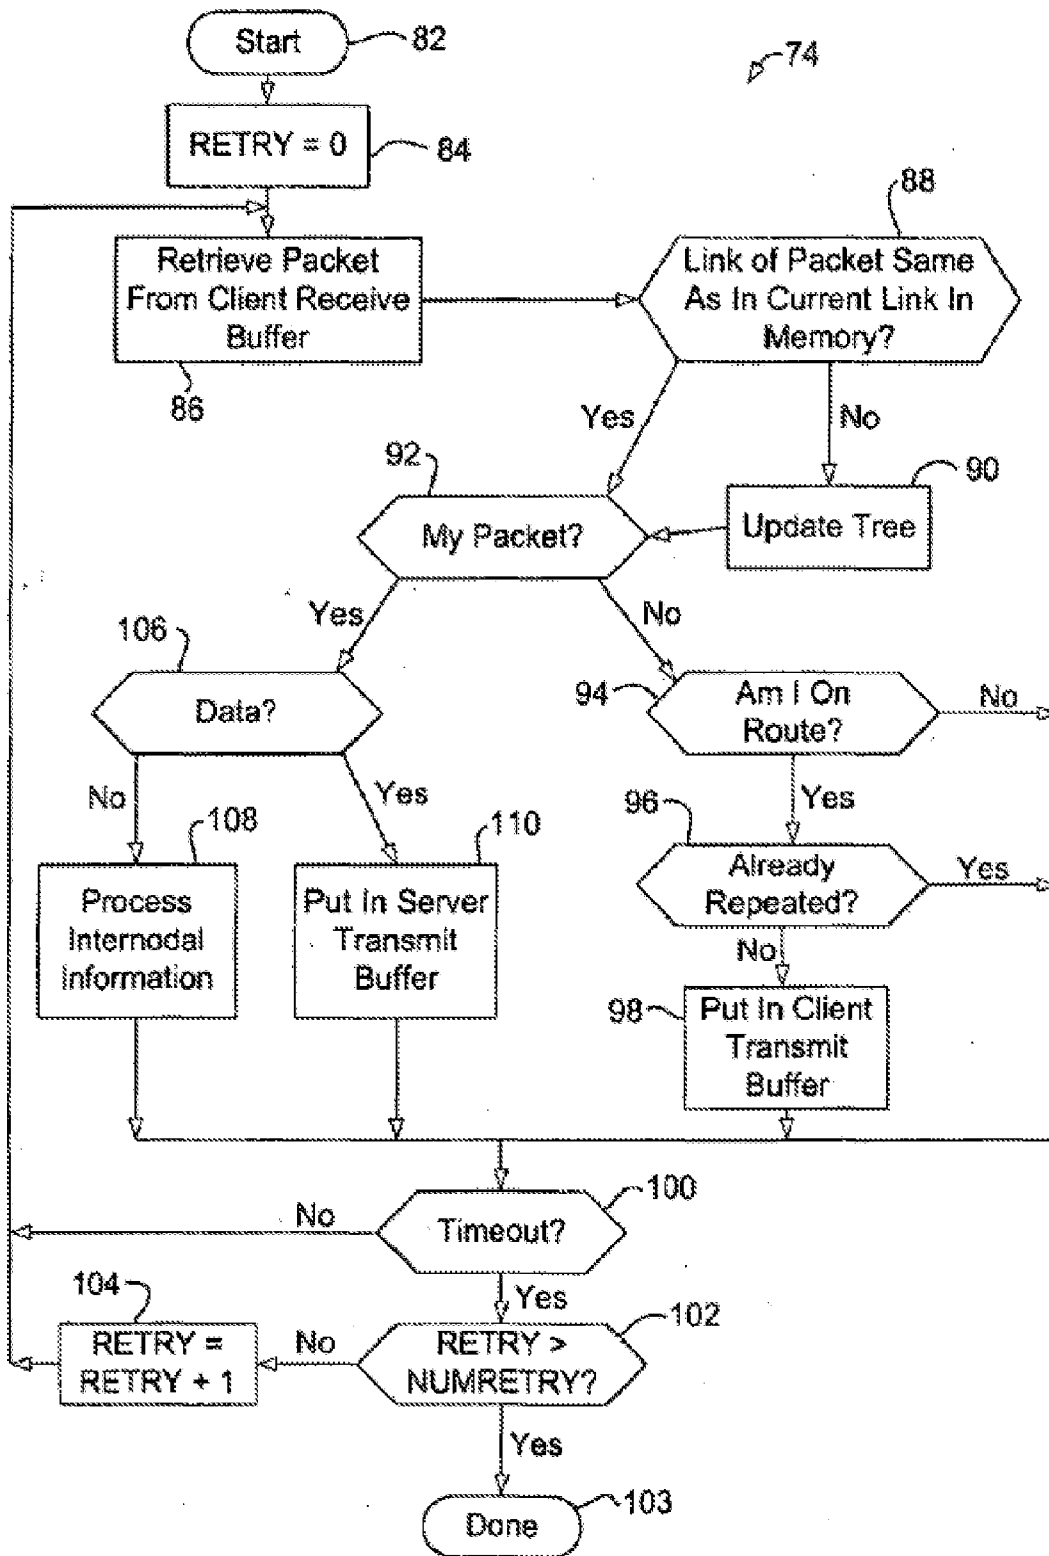 Start
82
74
RETRY = 0
84
88
Retrieve Packet
From Client Receive
Buffer
86
Link of Packet Same
As In Current Link In
Memory?
Yes
No
92
90
My Packet?
Update Tree
Yes
No
106
94
Data?
Am I On
Route?
No
No
Yes
Yes
96
108
110
Already
Repeated?
Yes
Process
Internodal
Information
Put In Server
Transmit
Buffer
No
98
Put In Client
Transmit
Buffer
100
No
Timeout?
104
Yes
102
RETRY =
RETRY + 1
No
RETRY >
NUMRETRY?
Yes
103
Done